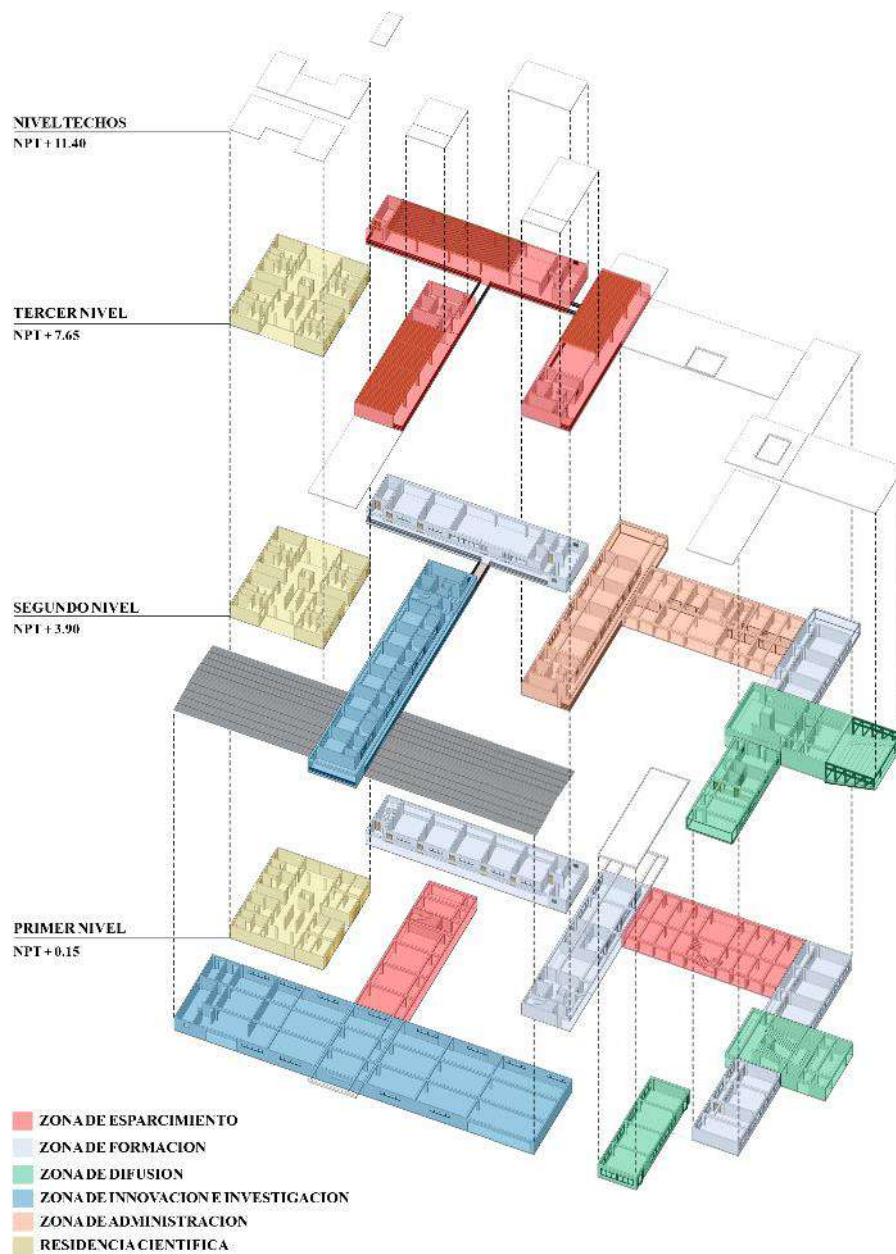 NIVEL TECHOS
NPT + 11.40
TERCER NIVEL
NPT + 7.65
SEGUNDO NIVEL
NPT + 3.90
PRIMER NIVEL
NPT + 0.15
ZONA DE ESPARCIMIENTO
ZONA DE FORMACION
ZONA DE DIFUSION
ZONA DE INNOVACION E INVESTIGACION
ZONA DE ADMINISTRACION
RESIDENCIA CIENTIFICA